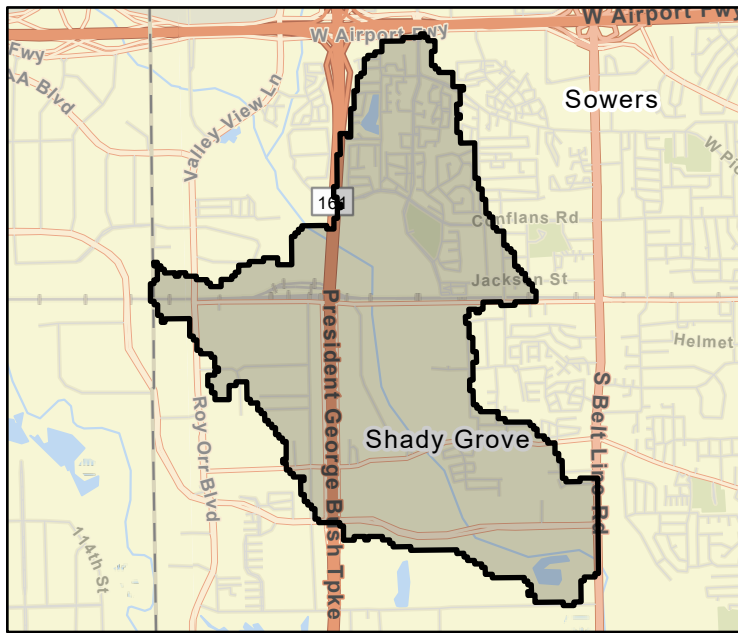 W Airport Fwy
W Airport Fwy
Fwy
AA Blvd
Valley View Ln
Sowers
161
Conflans Rd
Jackson St
President George Bush Tpke
Helmet
S Belt Line Rd
Roy Orr Blvd
Shady Grove
114th St